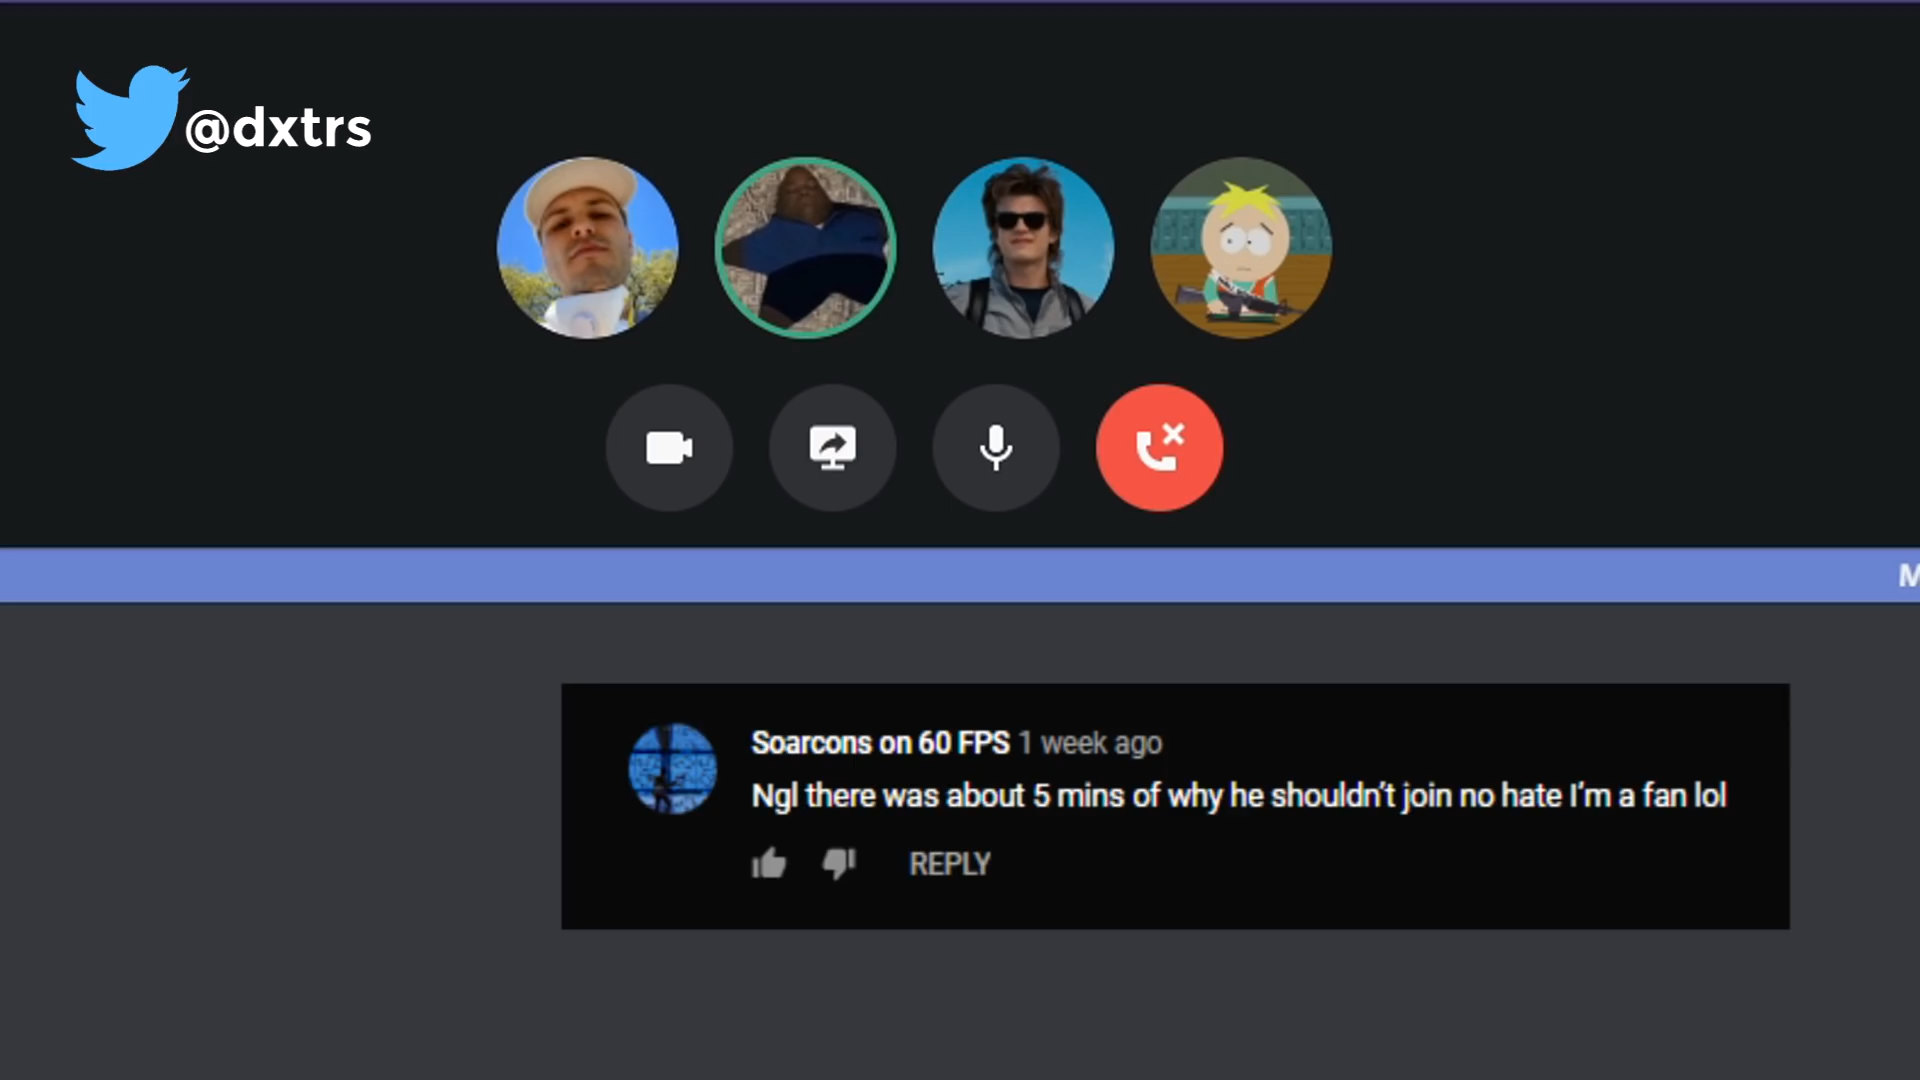 @dxtrs
M
Soarcons on 60 FPS 1 week ago
Ngl there was about 5 mins of why he shouldn't join no hate I'm a fan lol
REPLY